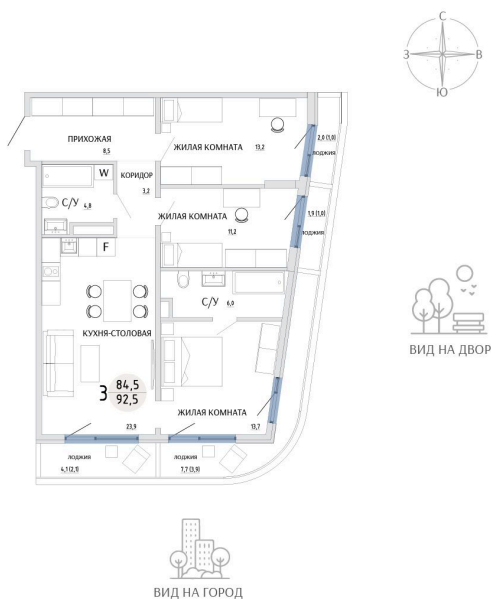 С
З В
Ю
ПРИХОЖАЯ
8,5
ЖИЛАЯ КОМНАТА
13,2
2,0 (1,0)
ЛОДЖИЯ
W
КОРИДОР
3,2
С/У
4,8
ЖИЛАЯ КОМНАТА
11,2
1,9 (1,0)
ЛОДЖИЯ
F
С/У 6,0
КУХНЯ-СТОЛОВАЯ
3
84,5
92,5
ЖИЛАЯ КОМНАТА
23,9
13,7
ЛОДЖИЯ
4,1 (2,1)
ЛОДЖИЯ
7,7 (3,9)
ВИД НА ДВОР
ВИД НА ГОРОД